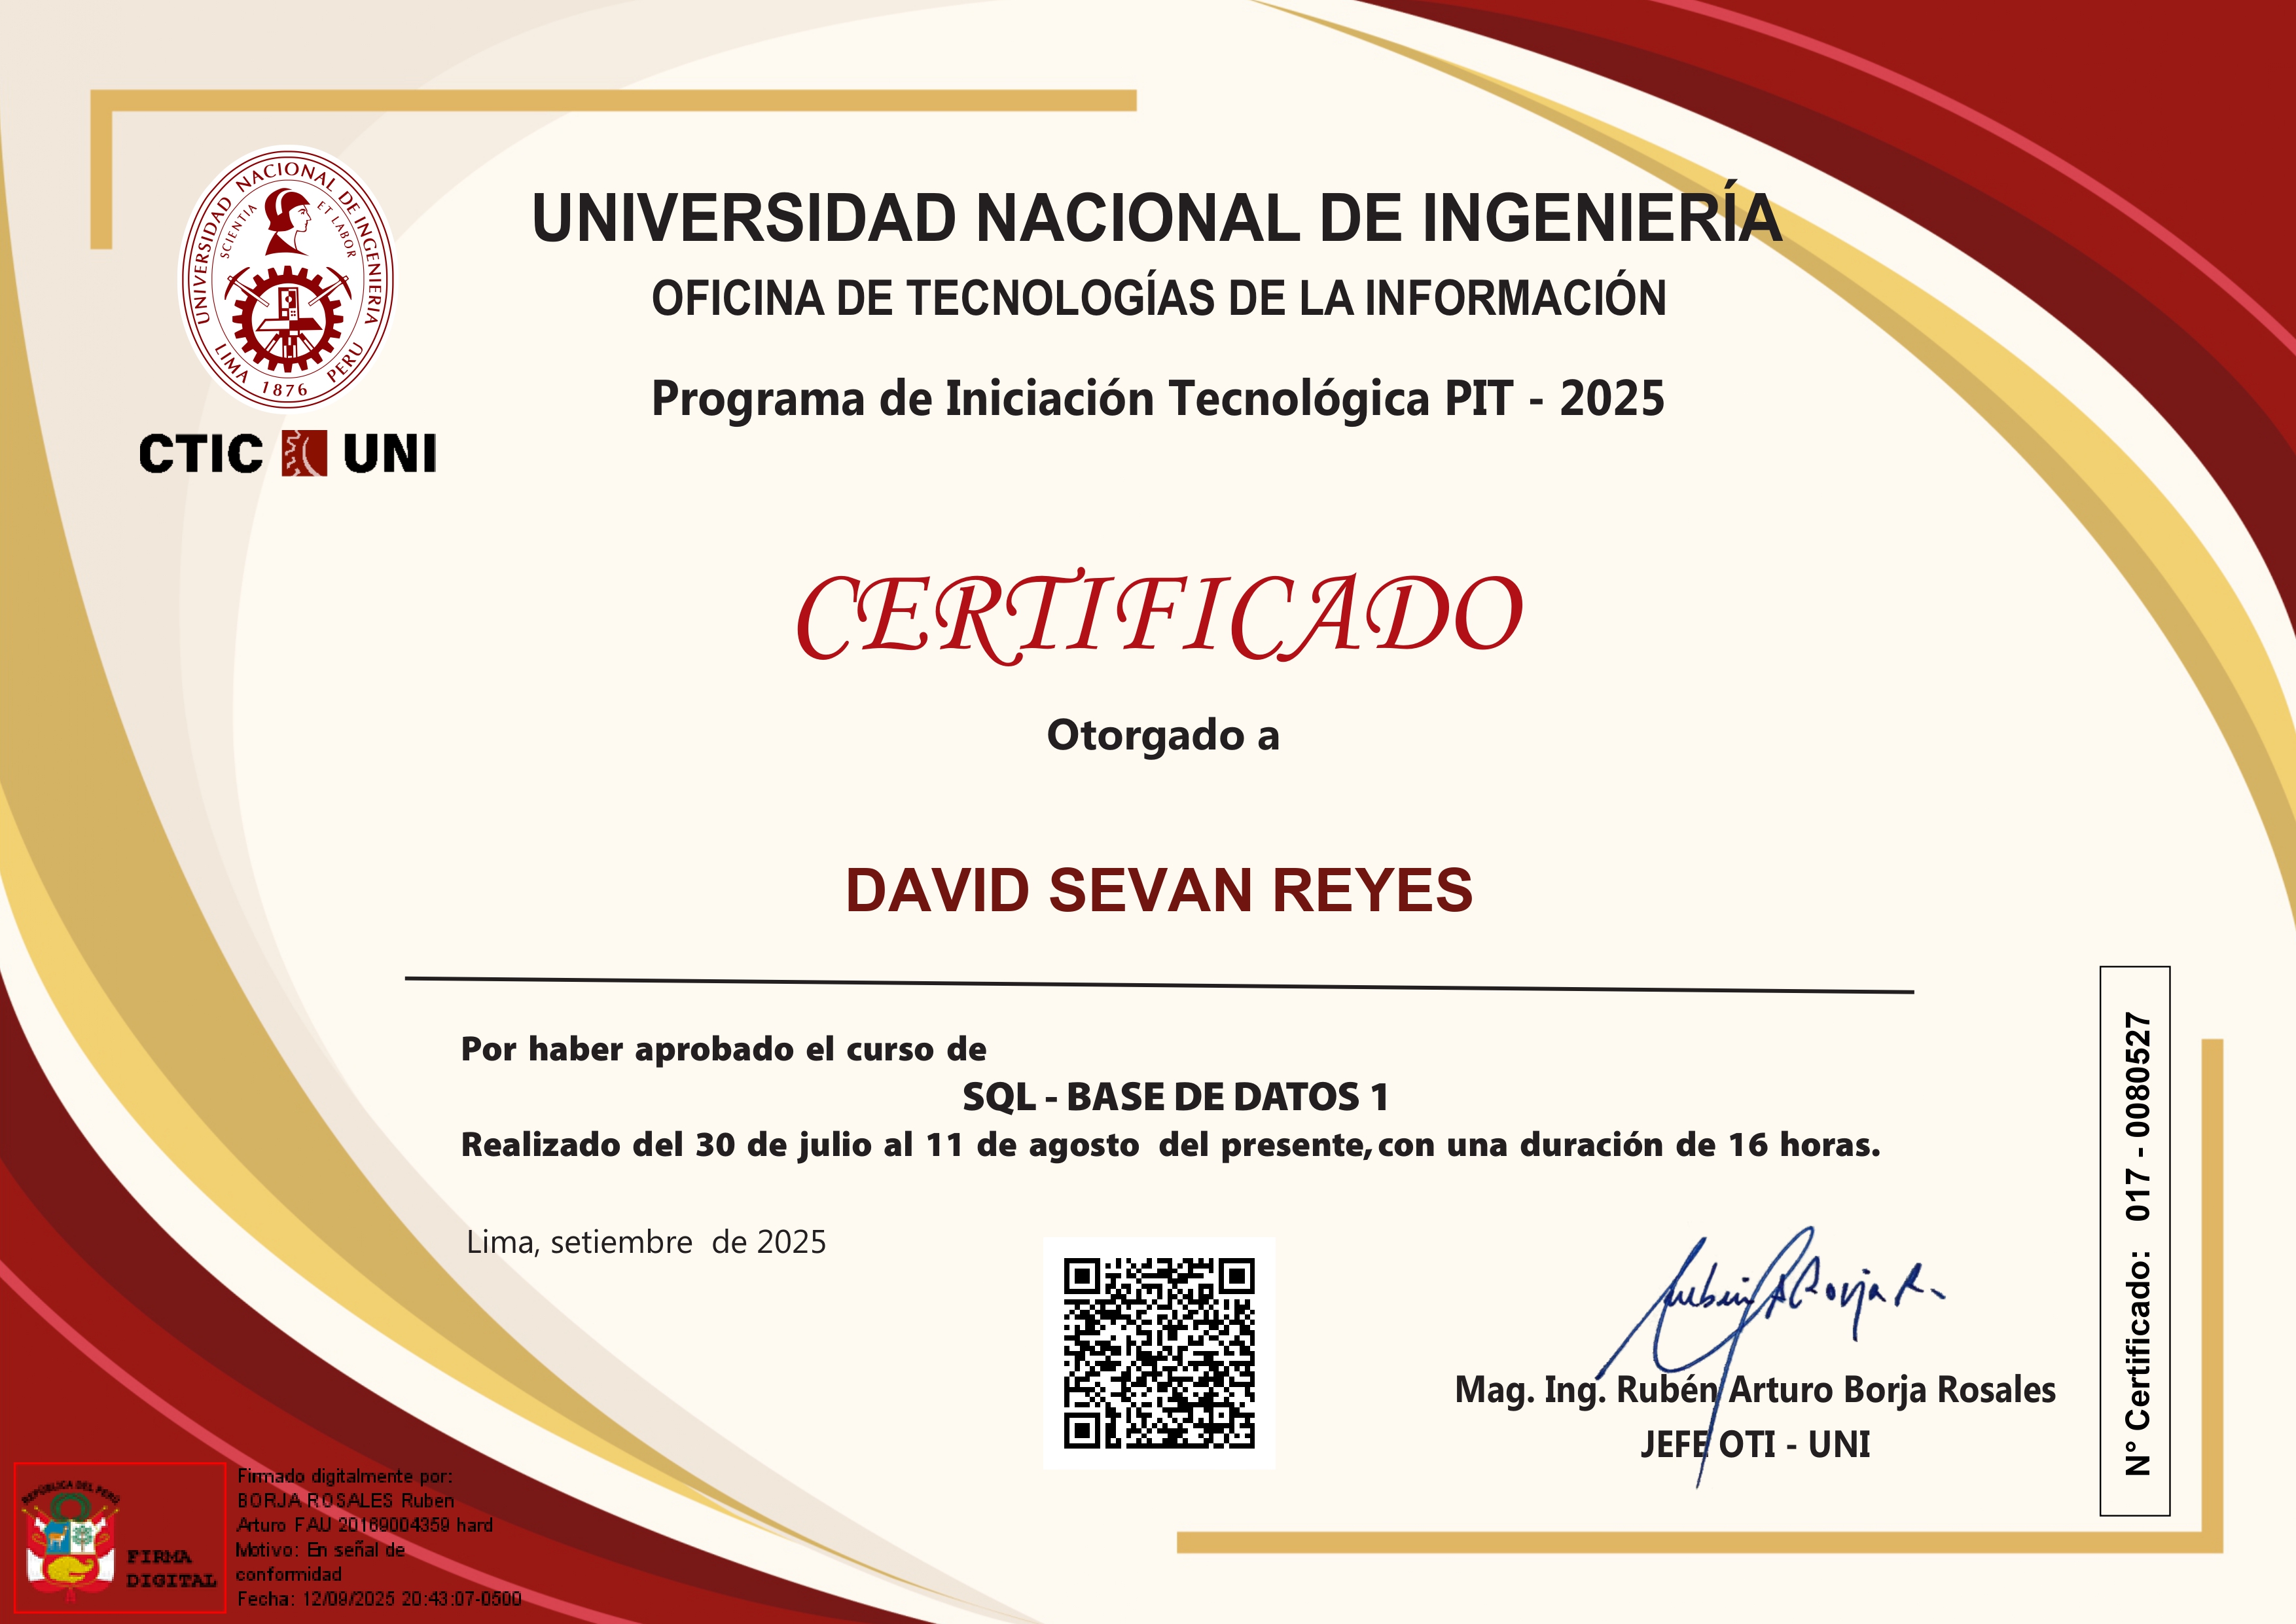 UNIVERSIDAD NACIONAL DE INGENIERÍA
OFICINA DE TECNOLOGÍAS DE LA INFORMACIÓN
Programa de Iniciación Tecnológica PIT - 2025
UNIVERSIDAD NACIONAL DE INGENIERIA
SCIENTIA ET LABOR
LIMA 1876 PERU
CTIC UNI
CERTIFICADO
Otorgado a
DAVID SEVAN REYES
Por haber aprobado el curso de
SQL - BASE DE DATOS 1
Realizado del 30 de julio al 11 de agosto  del presente, con una duración de 16 horas.
Lima, setiembre  de 2025
Rubén A Borja R.
Mag. Ing. Rubén Arturo Borja Rosales
JEFE OTI - UNI
N° Certificado: 017 - 0080527
REPÚBLICA DEL PERÚ
FIRMA
DIGITAL
Firmado digitalmente por:
BORJA ROSALES Ruben
Arturo FAU 20169004359 hard
Motivo: En señal de
conformidad
Fecha: 12/09/2025 20:43:07-0500